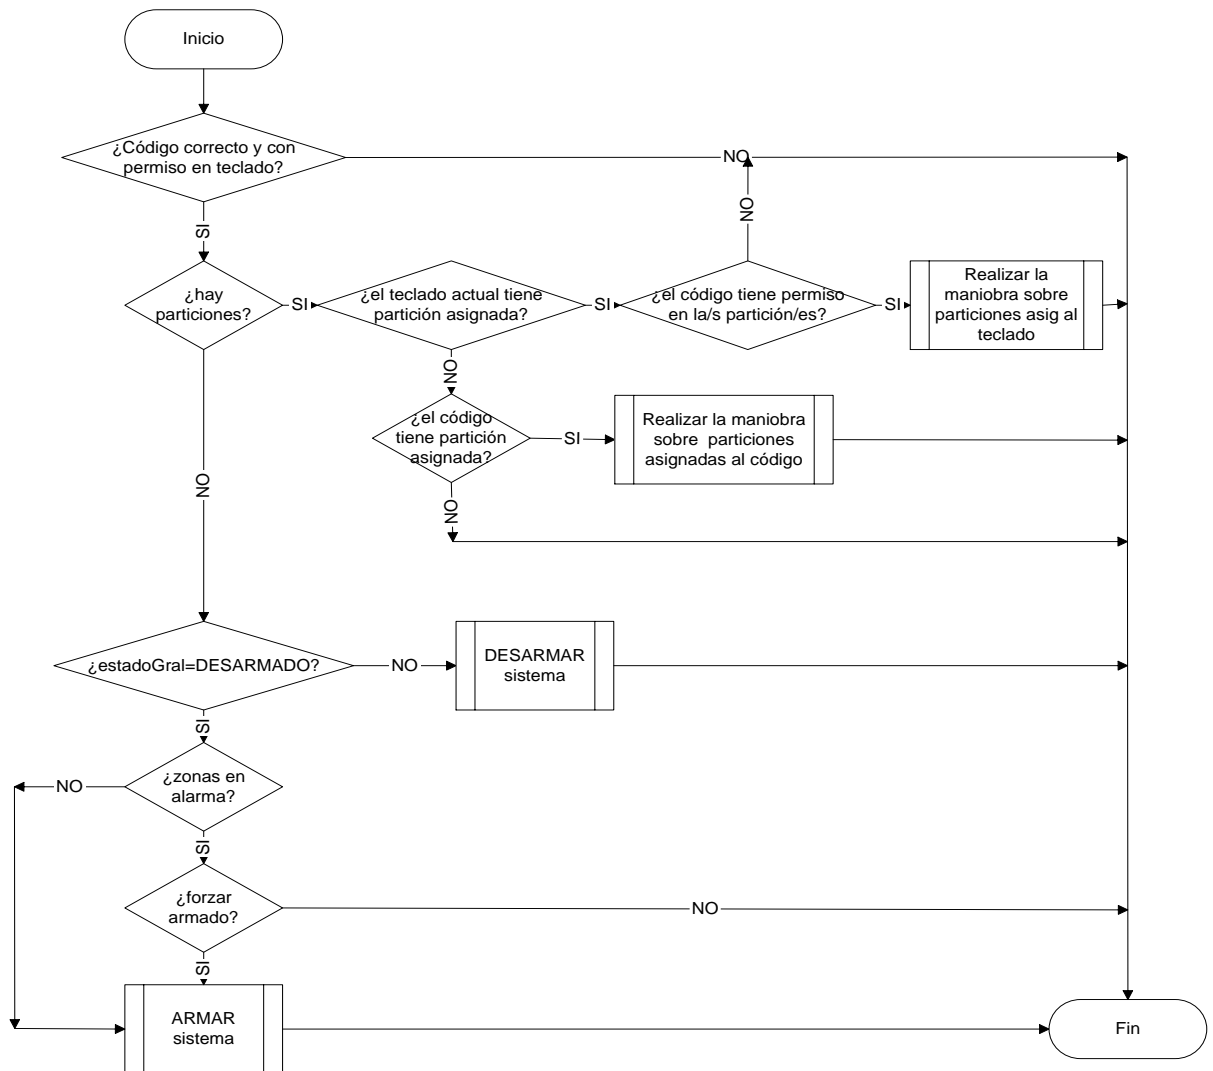 Inicio
¿Código correcto y con
permiso en teclado?
NO
SI
NO
¿hay
particiones?
SI
¿el teclado actual tiene
partición asignada?
SI
¿el código tiene permiso
en la/s partición/es?
SI
Realizar la
maniobra sobre
particiones asig al
teclado
NO
¿el código
tiene partición
asignada?
SI
Realizar la maniobra
sobre particiones
asignadas al código
NO
NO
¿estadoGral=DESARMADO?
NO
DESARMAR
sistema
SI
¿zonas en
alarma?
NO
SI
¿forzar
armado?
NO
SI
ARMAR
sistema
Fin